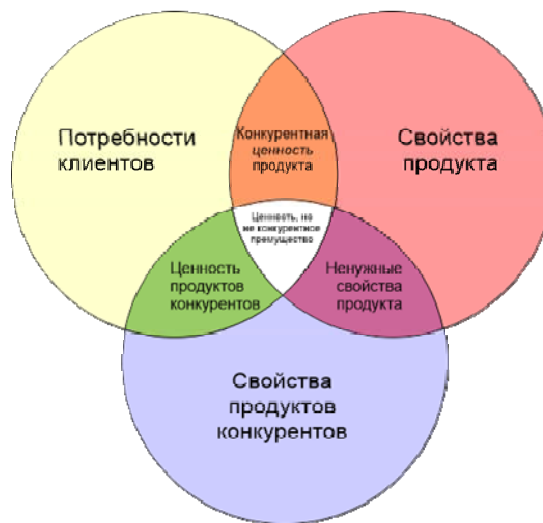 Потребности
клиентов
Конкурентная
ценность
продукта
Свойства
продукта
Ценность, но
не конкурентное
преимущество
Ценность
продуктов
конкурентов
Ненужные
свойства
продукта
Свойства
продуктов
конкурентов